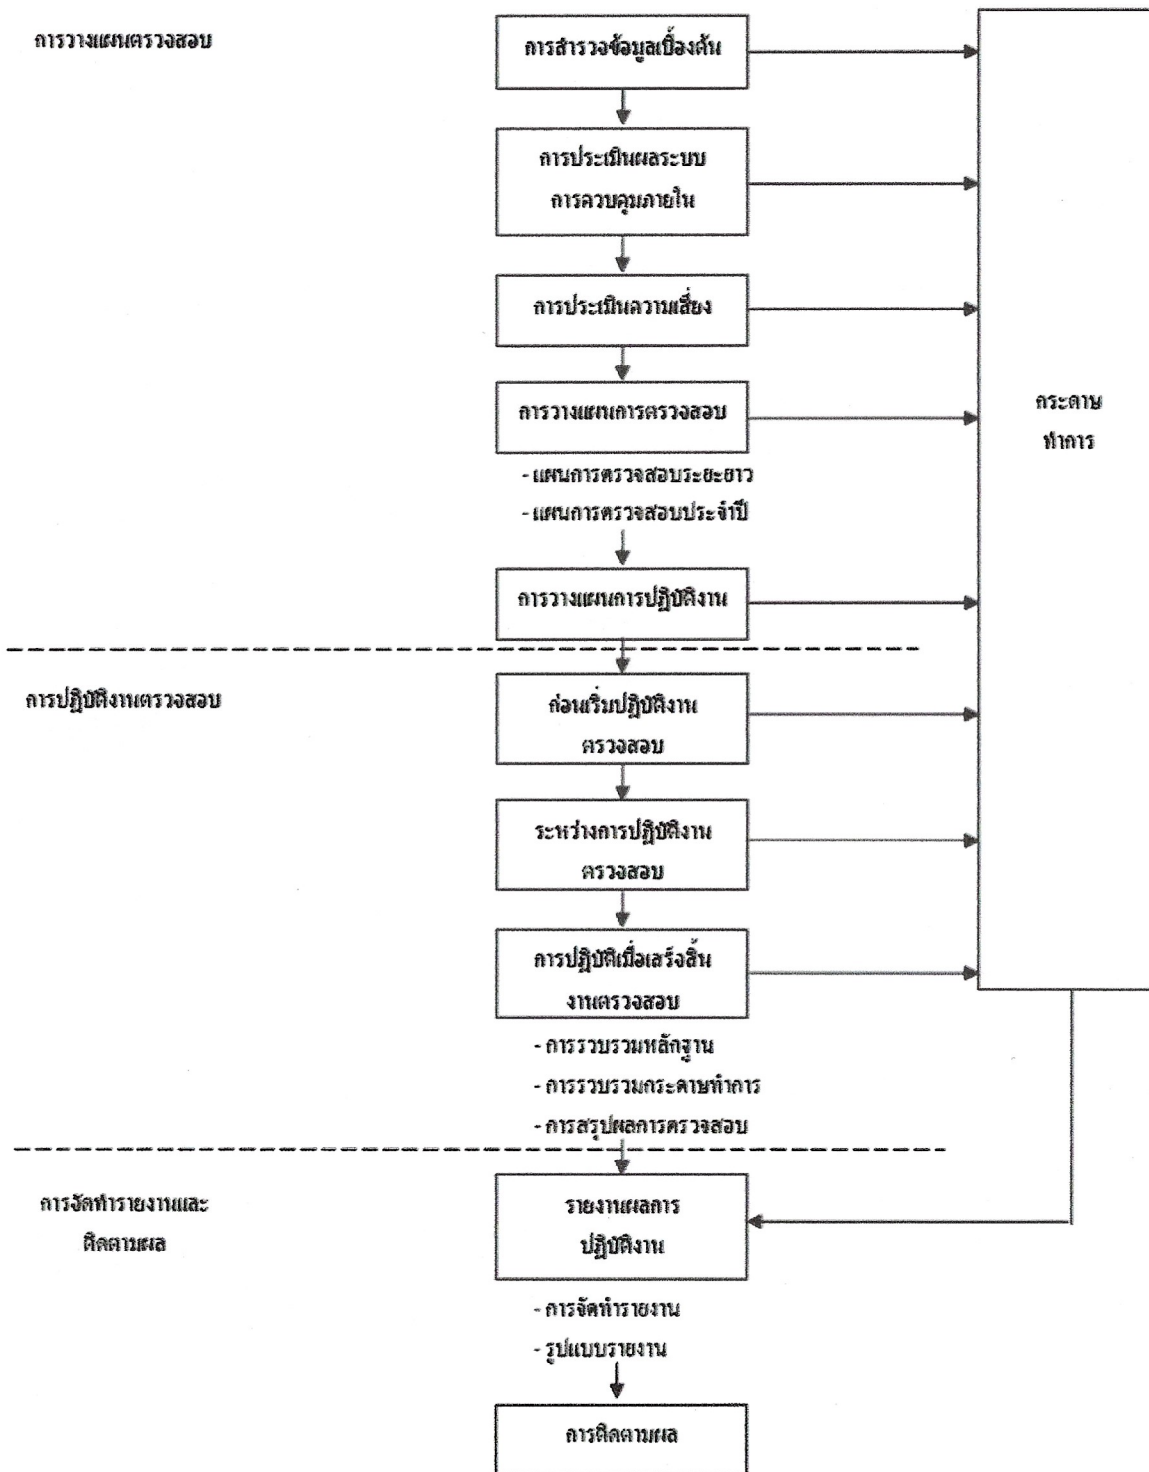 การวางแผนตรวจสอบ
การสำรวจข้อมูลเบื้องต้น
การประเมินผลระบบ
การควบคุมภายใน
การประเมินความเสี่ยง
การวางแผนการตรวจสอบ
- แผนการตรวจสอบระยะยาว
- แผนการตรวจสอบประจำปี
การวางแผนการปฏิบัติงาน
กระดาษ
ทำการ
การปฏิบัติงานตรวจสอบ
ก่อนเริ่มปฏิบัติงาน
ตรวจสอบ
ระหว่างการปฏิบัติงาน
ตรวจสอบ
การปฏิบัติเมื่อเสร็จสิ้น
งานตรวจสอบ
- การรวบรวมหลักฐาน
- การรวบรวมกระดาษทำการ
- การสรุปผลการตรวจสอบ
การจัดทำรายงานและ
ติดตามผล
รายงานผลการ
ปฏิบัติงาน
- การจัดทำรายงาน
- รูปแบบรายงาน
การติดตามผล